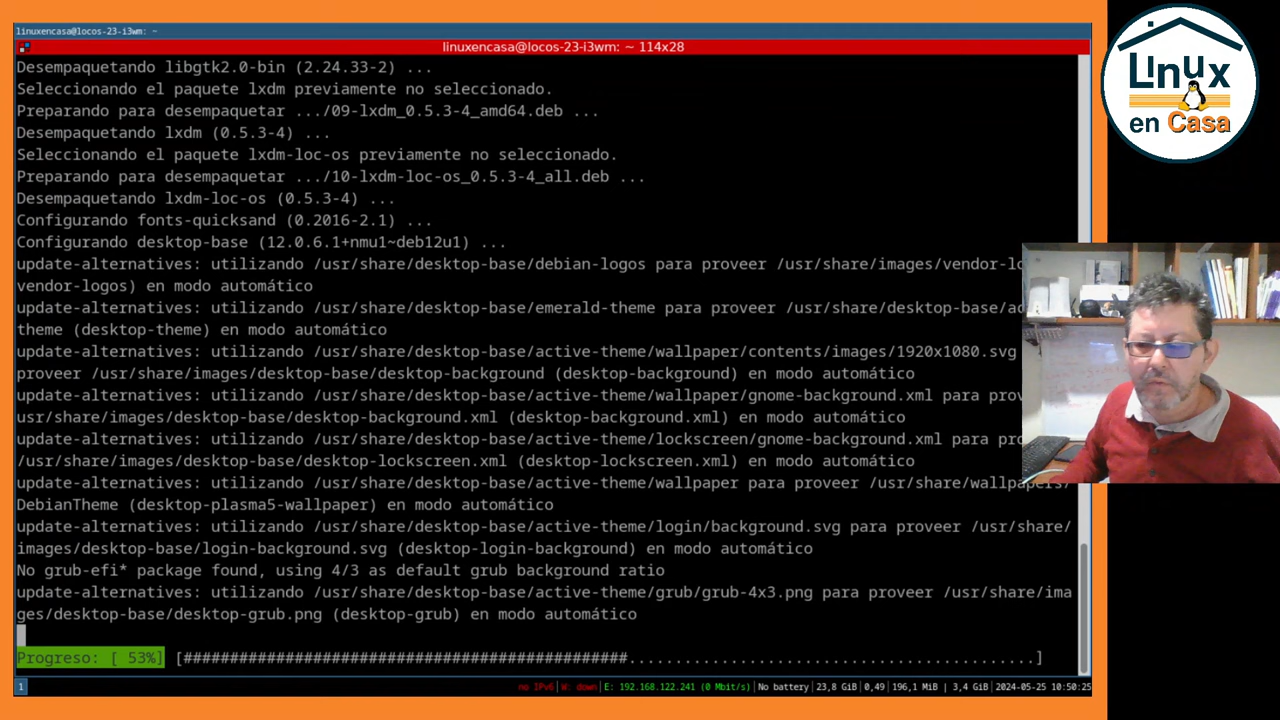 linuxencasa@locos-23-i3wm: ~
linuxencasa@locos-23-i3wm: ~ 114x28
Desempaquetando libgtk2.0-bin (2.24.33-2) ...
Seleccionando el paquete lxdm previamente no seleccionado.
Preparando para desempaquetar .../09-lxdm_0.5.3-4_amd64.deb ...
Desempaquetando lxdm (0.5.3-4) ...
Seleccionando el paquete lxdm-loc-os previamente no seleccionado.
Preparando para desempaquetar .../10-lxdm-loc-os_0.5.3-4_all.deb ...
Desempaquetando lxdm-loc-os (0.5.3-4) ...
Configurando fonts-quicksand (0.2016-2.1) ...
Configurando desktop-base (12.0.6.1+nmu1~deb12u1) ...
update-alternatives: utilizando /usr/share/desktop-base/debian-logos para proveer /usr/share/images/vendor-lo
vendor-logos) en modo automático
update-alternatives: utilizando /usr/share/desktop-base/emerald-theme para proveer /usr/share/desktop-base/ac
theme (desktop-theme) en modo automático
update-alternatives: utilizando /usr/share/desktop-base/active-theme/wallpaper/contents/images/1920x1080.svg
proveer /usr/share/images/desktop-base/desktop-background (desktop-background) en modo automático
update-alternatives: utilizando /usr/share/desktop-base/active-theme/wallpaper/gnome-background.xml para prov
usr/share/images/desktop-base/desktop-background.xml (desktop-background.xml) en modo automático
update-alternatives: utilizando /usr/share/desktop-base/active-theme/lockscreen/gnome-background.xml para pro
/usr/share/images/desktop-base/desktop-lockscreen.xml (desktop-lockscreen.xml) en modo automático
update-alternatives: utilizando /usr/share/desktop-base/active-theme/wallpaper para proveer /usr/share/wallpapers/
DebianTheme (desktop-plasma5-wallpaper) en modo automático
update-alternatives: utilizando /usr/share/desktop-base/active-theme/login/background.svg para proveer /usr/share/
images/desktop-base/login-background.svg (desktop-login-background) en modo automático
No grub-efi* package found, using 4/3 as default grub background ratio
update-alternatives: utilizando /usr/share/desktop-base/active-theme/grub/grub-4x3.png para proveer /usr/share/ima
ges/desktop-base/desktop-grub.png (desktop-grub) en modo automático
Progreso: [ 53%] [################################################............................................]
1
no IPv6|W: down|E: 192.168.122.241 (0 Mbit/s)|No battery|23,8 GiB|0,49|196,1 MiB | 3,4 GiB|2024-05-25 10:50:25
Linux
en Casa